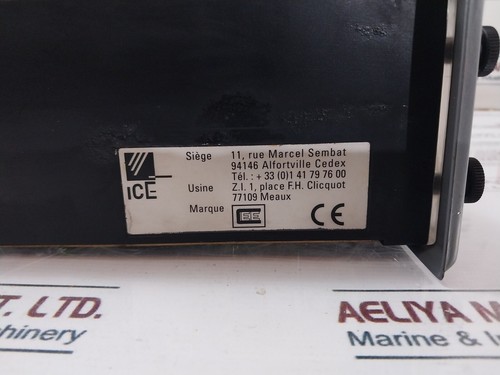 ICE
Siège 11, rue Marcel Sembat
94146 Alfortville Cedex
Tél. : + 33 (0)1 41 79 76 00
Usine Z.I. 1, place F.H. Clicquot
77109 Meaux
Marque CE
T. LTD. AELIYA M
chinery Marine & I